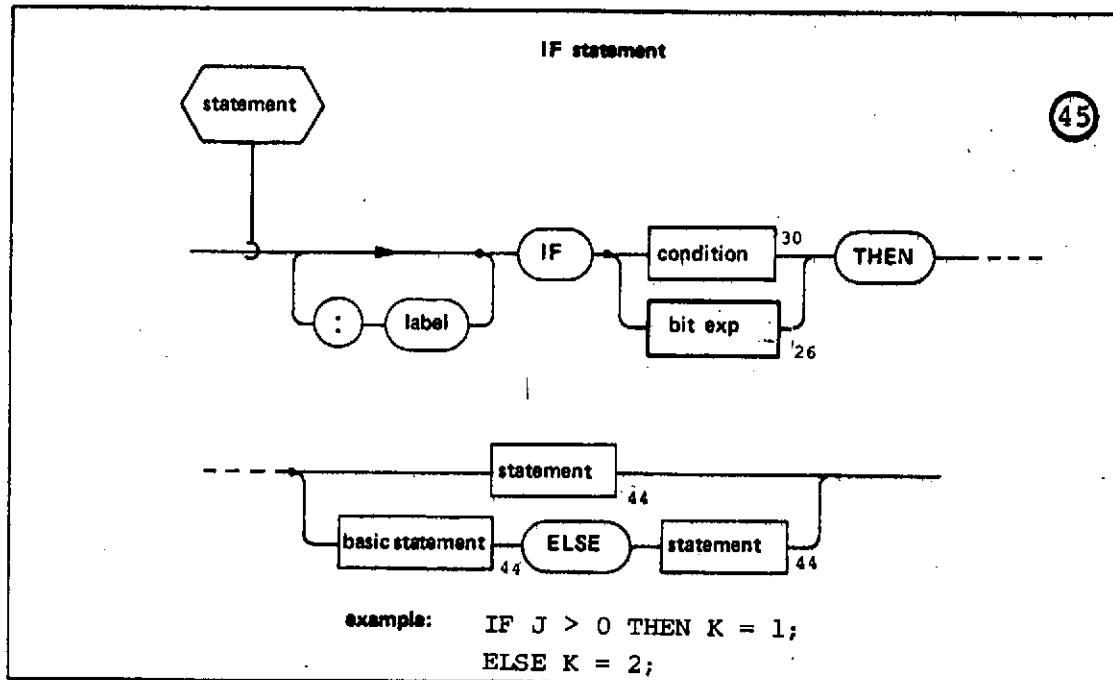 IF statement
statement
45
IF
condition
30
THEN
: label
bit exp
26
statement
44
basic statement
44
ELSE
statement
44
example: IF J > 0 THEN K = 1;
ELSE K = 2;